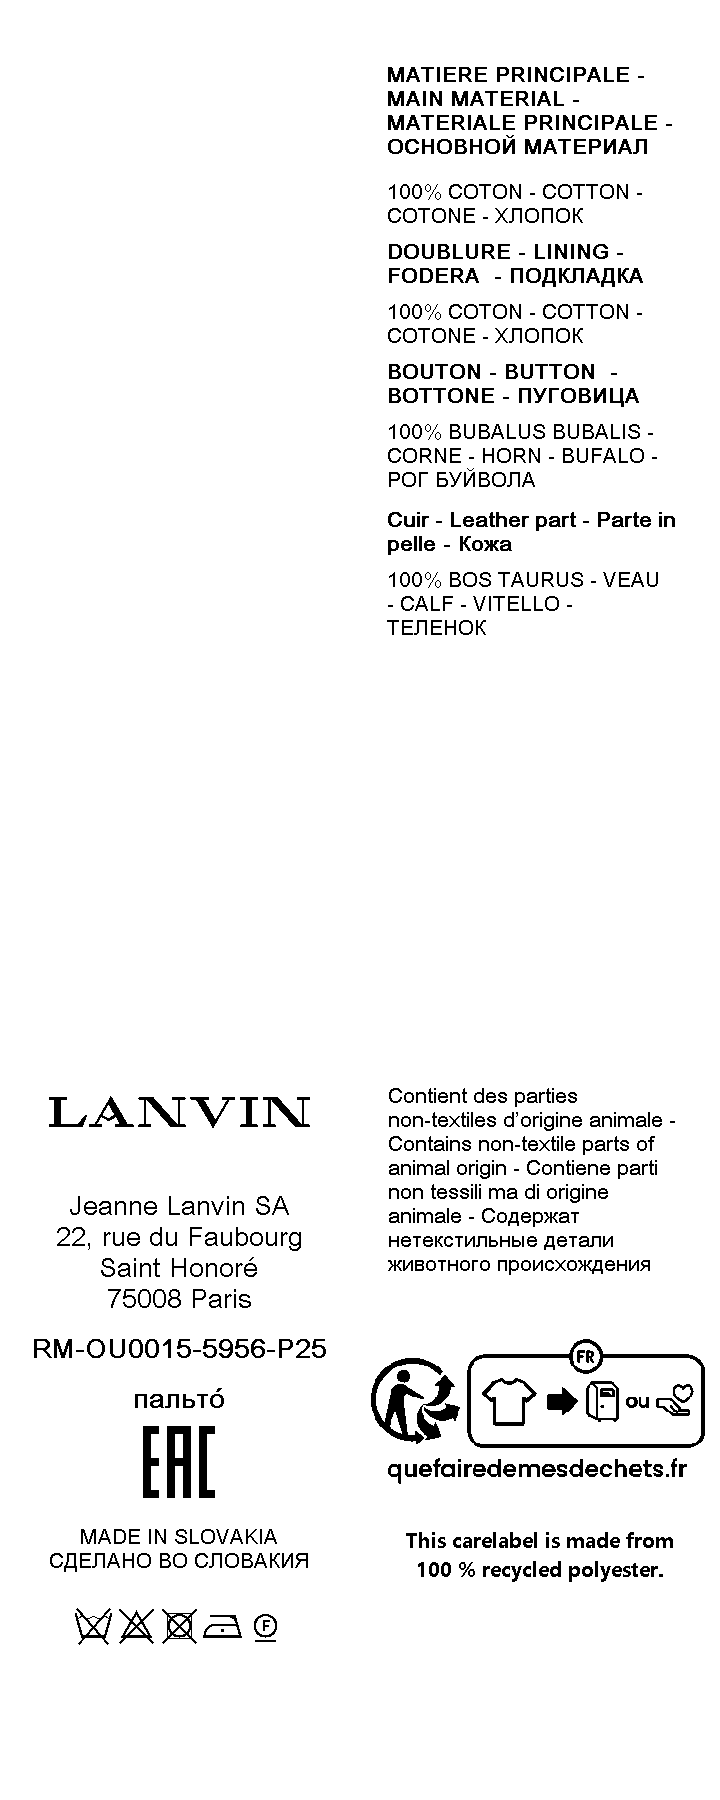 MATIERE PRINCIPALE -
MAIN MATERIAL -
MATERIALE PRINCIPALE -
ОСНОВНОЙ МАТЕРИАЛ
100% COTON - COTTON -
COTONE - ХЛОПОК
DOUBLURE - LINING -
FODERA  - ПОДКЛАДКА
100% COTON - COTTON -
COTONE - ХЛОПОК
BOUTON - BUTTON  -
BOTTONE - ПУГОВИЦА
100% BUBALUS BUBALIS -
CORNE - HORN - BUFALO -
РОГ БУЙВОЛА
Cuir - Leather part - Parte in
pelle - Кожа
100% BOS TAURUS - VEAU
- CALF - VITELLO -
ТЕЛЕНОК
LANVIN
Jeanne Lanvin SA
22, rue du Faubourg
Saint Honoré
75008 Paris
RM-OU0015-5956-P25
пальтó
EAC
MADE IN SLOVAKIA
СДЕЛАНО ВО СЛОВАКИЯ
F
Contient des parties
non-textiles d’origine animale -
Contains non-textile parts of
animal origin - Contiene parti
non tessili ma di origine
animale - Содержат
нетекстильные детали
животного происхождения
FR
ou
quefairedemesdechets.fr
This carelabel is made from
100 % recycled polyester.